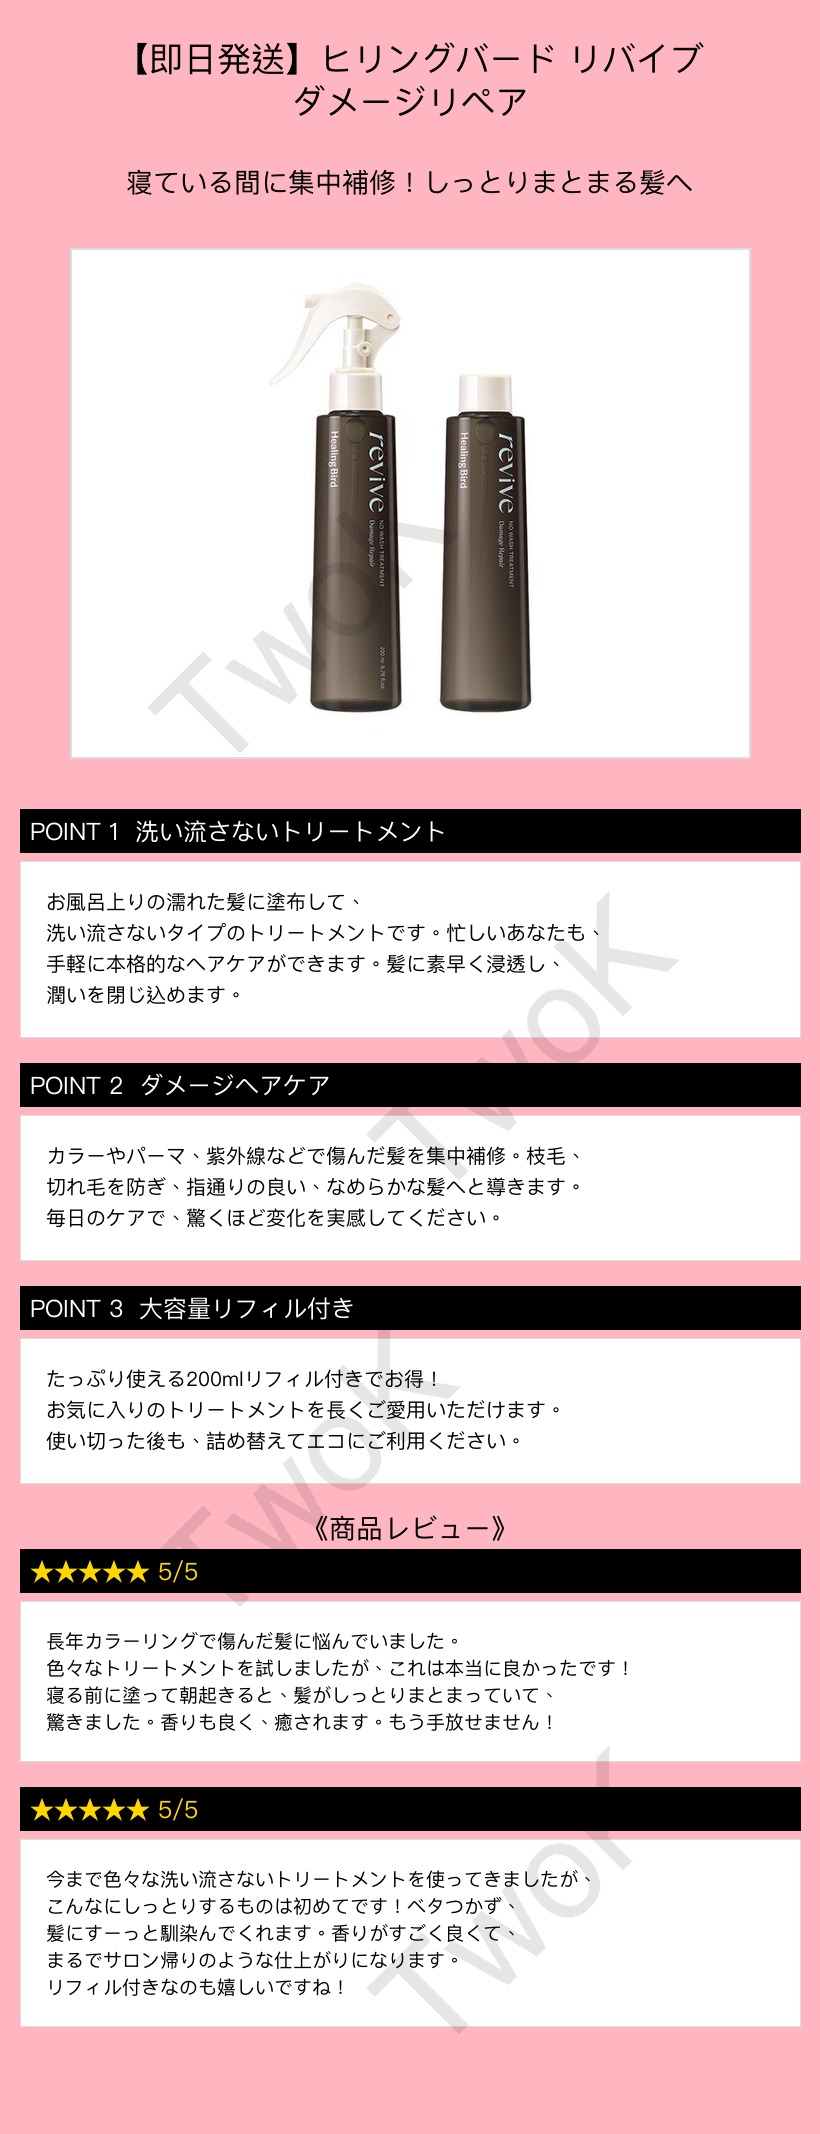 【即日発送】ヒリングバード リバイブ
ダメージリペア
寝ている間に集中補修！しっとりまとまる髪へ
revive
Healing Bird
NO WASH TREATMENT
Damage Repair
200 ml 6.76 fl.oz.
revive
Healing Bird
NO WASH TREATMENT
Damage Repair
TwoK
POINT 1 洗い流さないトリートメント
お風呂上りの濡れた髪に塗布して、
洗い流さないタイプのトリートメントです。忙しいあなたも、
手軽に本格的なヘアケアができます。髪に素早く浸透し、
潤いを閉じ込めます。
TwoK
POINT 2 ダメージヘアケア
カラーやパーマ、紫外線などで傷んだ髪を集中補修。枝毛、
切れ毛を防ぎ、指通りの良い、なめらかな髪へと導きます。
毎日のケアで、驚くほど変化を実感してください。
POINT 3 大容量リフィル付き
たっぷり使える200mlリフィル付きでお得！
お気に入りのトリートメントを長くご愛用いただけます。
使い切った後も、詰め替えてエコにご利用ください。
TwoK
《商品レビュー》
★★★★★ 5/5
長年カラーリングで傷んだ髪に悩んでいました。
色々なトリートメントを試しましたが、これは本当に良かったです！
寝る前に塗って朝起きると、髪がしっとりまとまっていて、
驚きました。香りも良く、癒されます。もう手放せません！
★★★★★ 5/5
今まで色々な洗い流さないトリートメントを使ってきましたが、
こんなにしっとりするものは初めてです！ベタつかず、
髪にすーっと馴染んでくれます。香りがすごく良くて、
まるでサロン帰りのような仕上がりになります。
リフィル付きなのも嬉しいですね！
TwoK